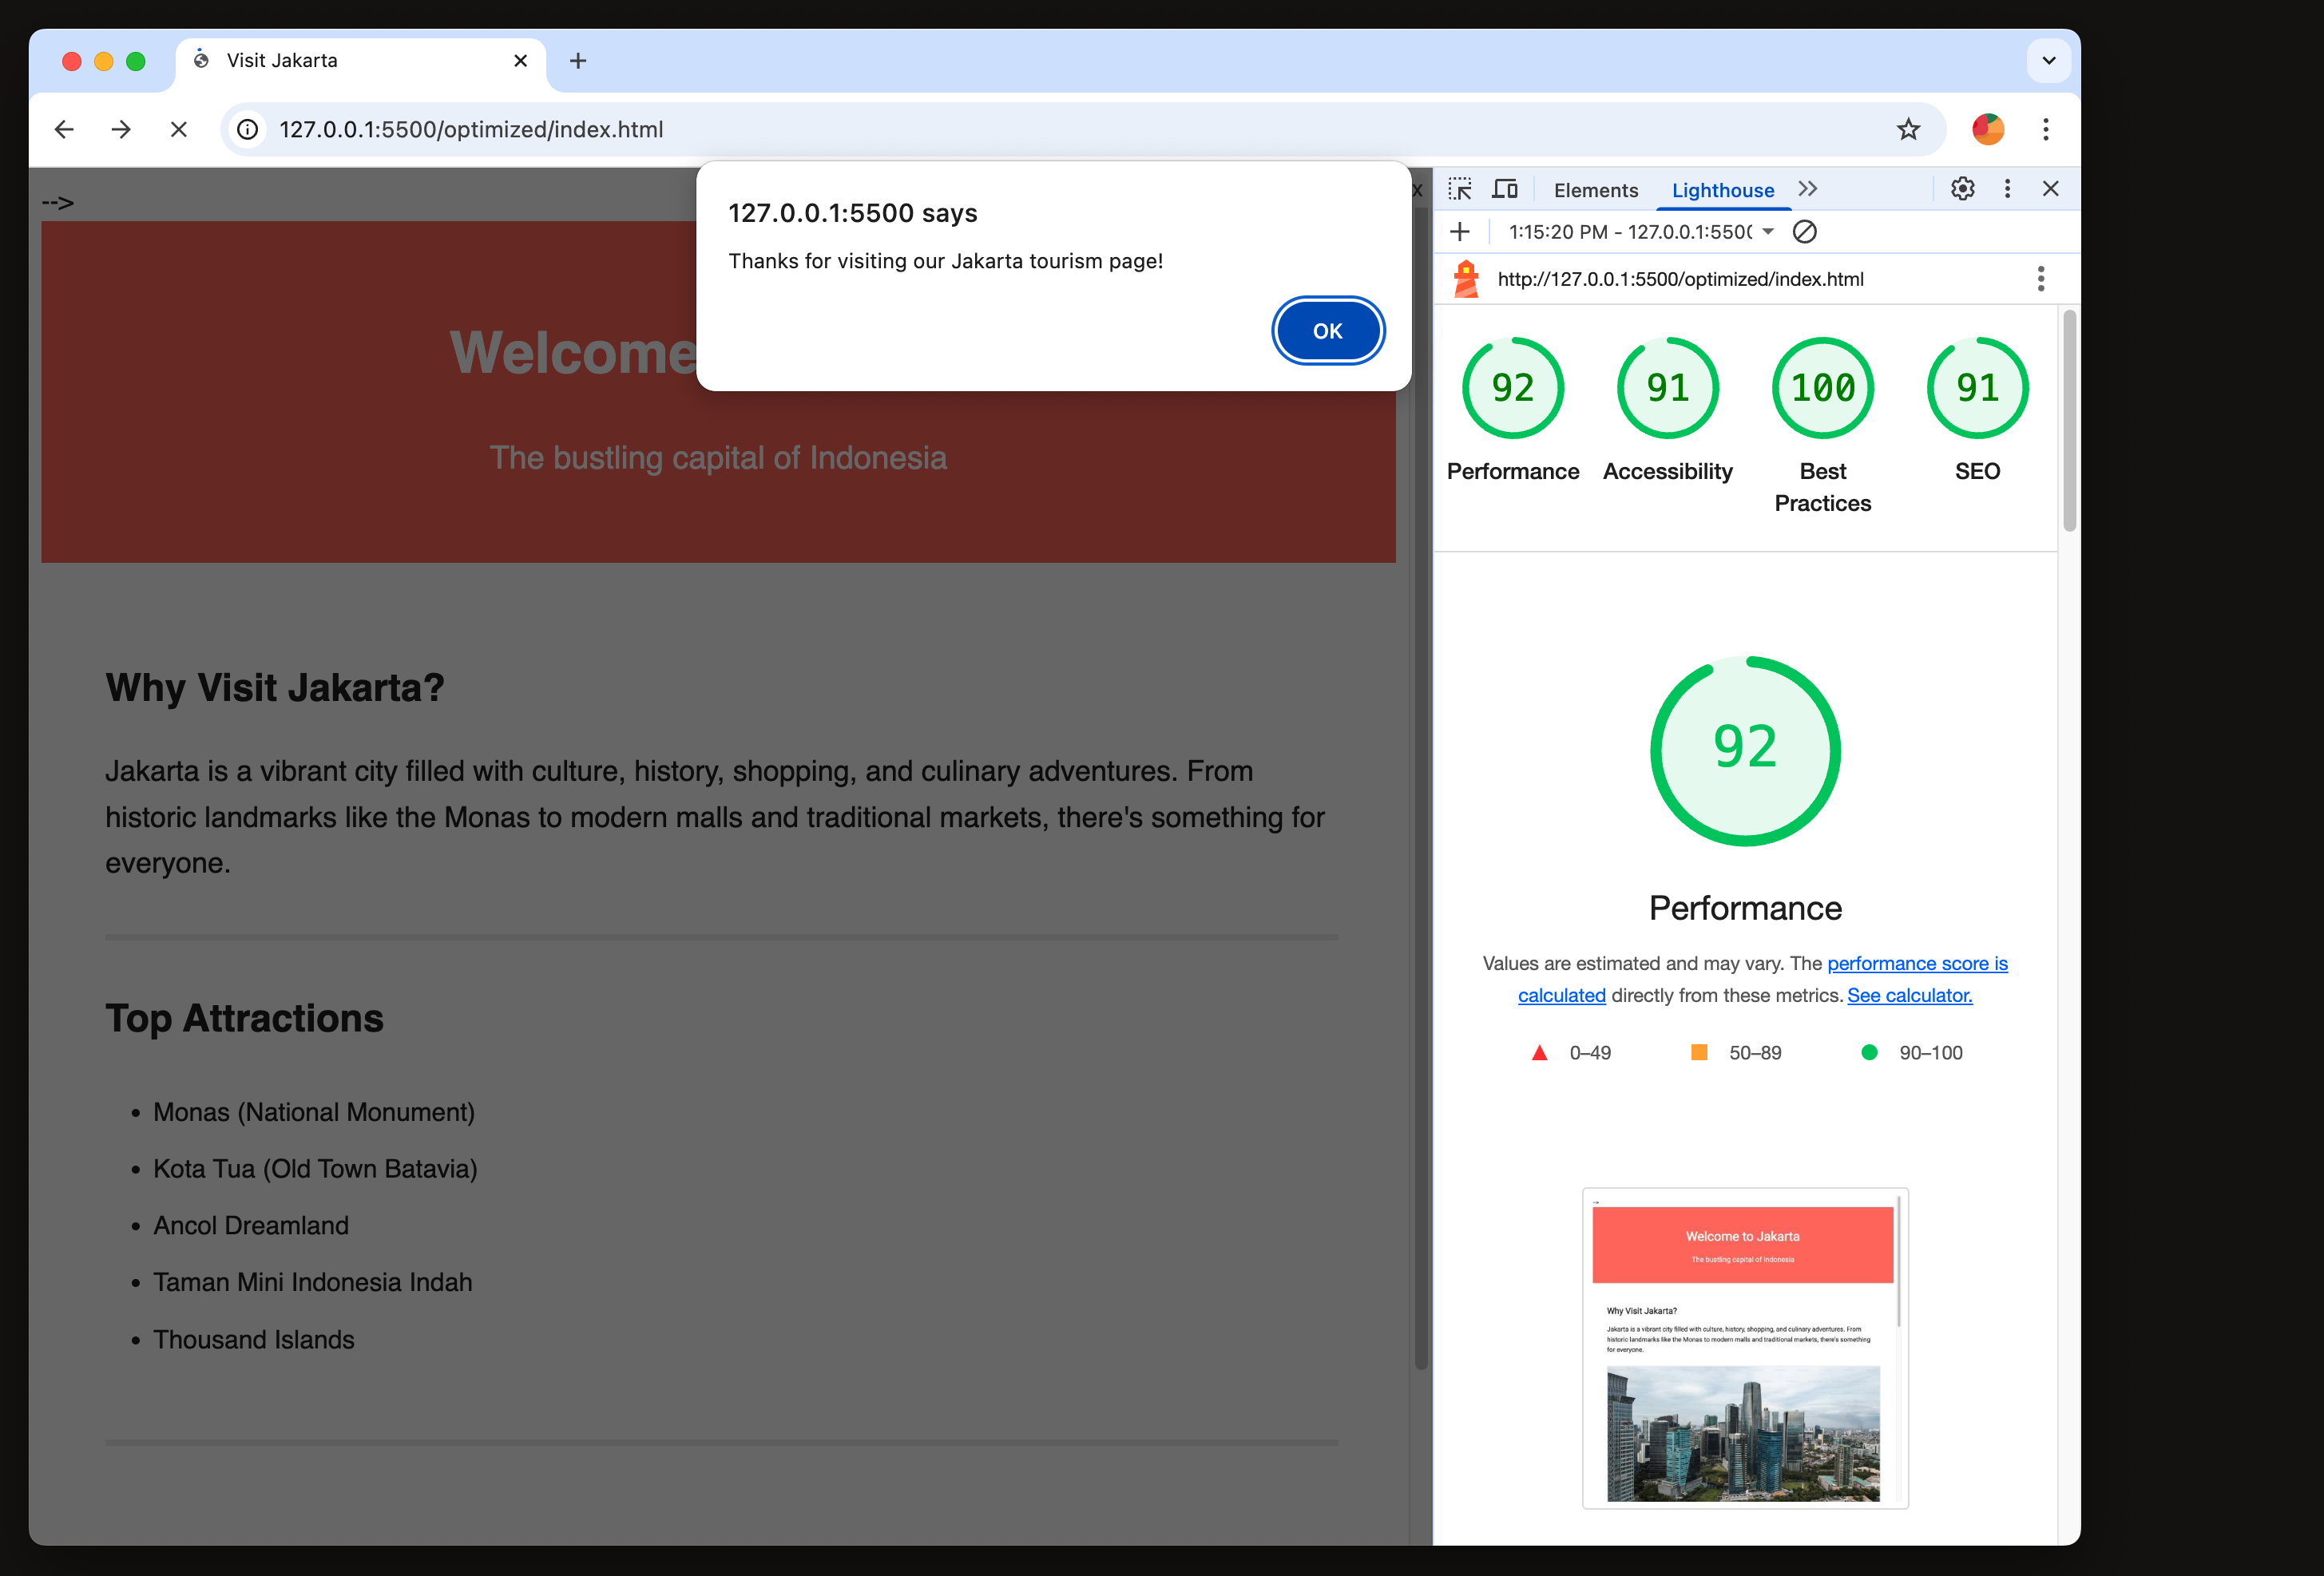 Visit Jakarta
127.0.0.1:5500/optimized/index.html
-->
127.0.0.1:5500 says
Thanks for visiting our Jakarta tourism page!
OK
Welcome
The bustling capital of Indonesia
Why Visit Jakarta?
Jakarta is a vibrant city filled with culture, history, shopping, and culinary adventures. From
historic landmarks like the Monas to modern malls and traditional markets, there's something for
everyone.
Top Attractions
• Monas (National Monument)
• Kota Tua (Old Town Batavia)
• Ancol Dreamland
• Taman Mini Indonesia Indah
• Thousand Islands
x
Elements
Lighthouse
1:15:20 PM - 127.0.0.1:550
http://127.0.0.1:5500/optimized/index.html
92
91
100
91
Performance
Accessibility
Best
Practices
SEO
92
Performance
Values are estimated and may vary. The performance score is
calculated directly from these metrics. See calculator.
0–49
50–89
90–100
-->
Welcome to Jakarta
The bustling capital of Indonesia
Why Visit Jakarta?
Jakarta is a vibrant city filled with culture, history, shopping, and culinary adventures. From
historic landmarks like the Monas to modern malls and traditional markets, there's something
for everyone.